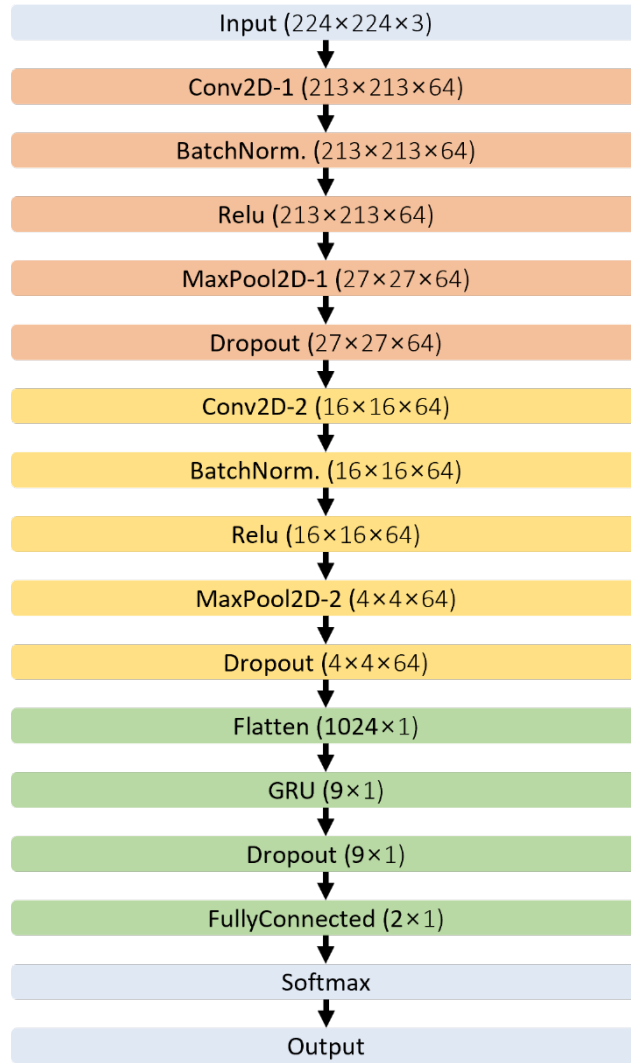 Input (224×224×3)
Conv2D-1 (213×213×64)
BatchNorm. (213×213×64)
Relu (213×213×64)
MaxPool2D-1 (27×27×64)
Dropout (27×27×64)
Conv2D-2 (16×16×64)
BatchNorm. (16×16×64)
Relu (16×16×64)
MaxPool2D-2 (4×4×64)
Dropout (4×4×64)
Flatten (1024×1)
GRU (9×1)
Dropout (9×1)
FullyConnected (2×1)
Softmax
Output